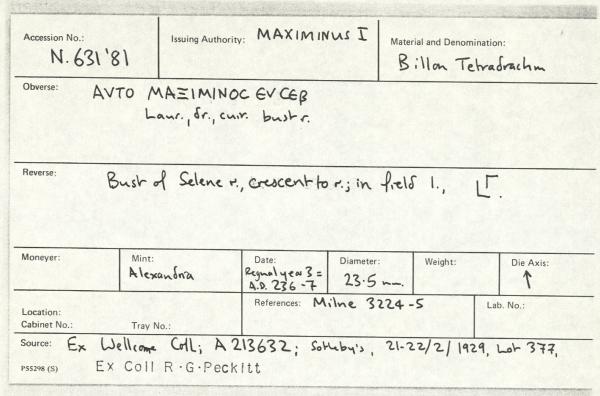 Accession No.: Issuing Authority: MAXIMINUS I Material and Denomination:
N.631'81 Billon Tetradrachm
Obverse: AVTO MAΞIMINOC EVCEB
Laur., dr., cuir. bust r.
Reverse: Bust of Selene r., crescent to r.; in field l., LΓ.
Moneyer: Mint: Date: Diameter: Weight: Die Axis:
Alexandria Regnal year 3 = 23.5 mm. ↑
A.D. 236-7
References: Milne 3224-5 Lab. No.:
Location:
Cabinet No.: Tray No.:
Source: Ex Wellcome Coll; A213632; Sotheby's, 21-22/2/1929, Lot 377,
P55298 (S) Ex Coll R.G.Peckitt